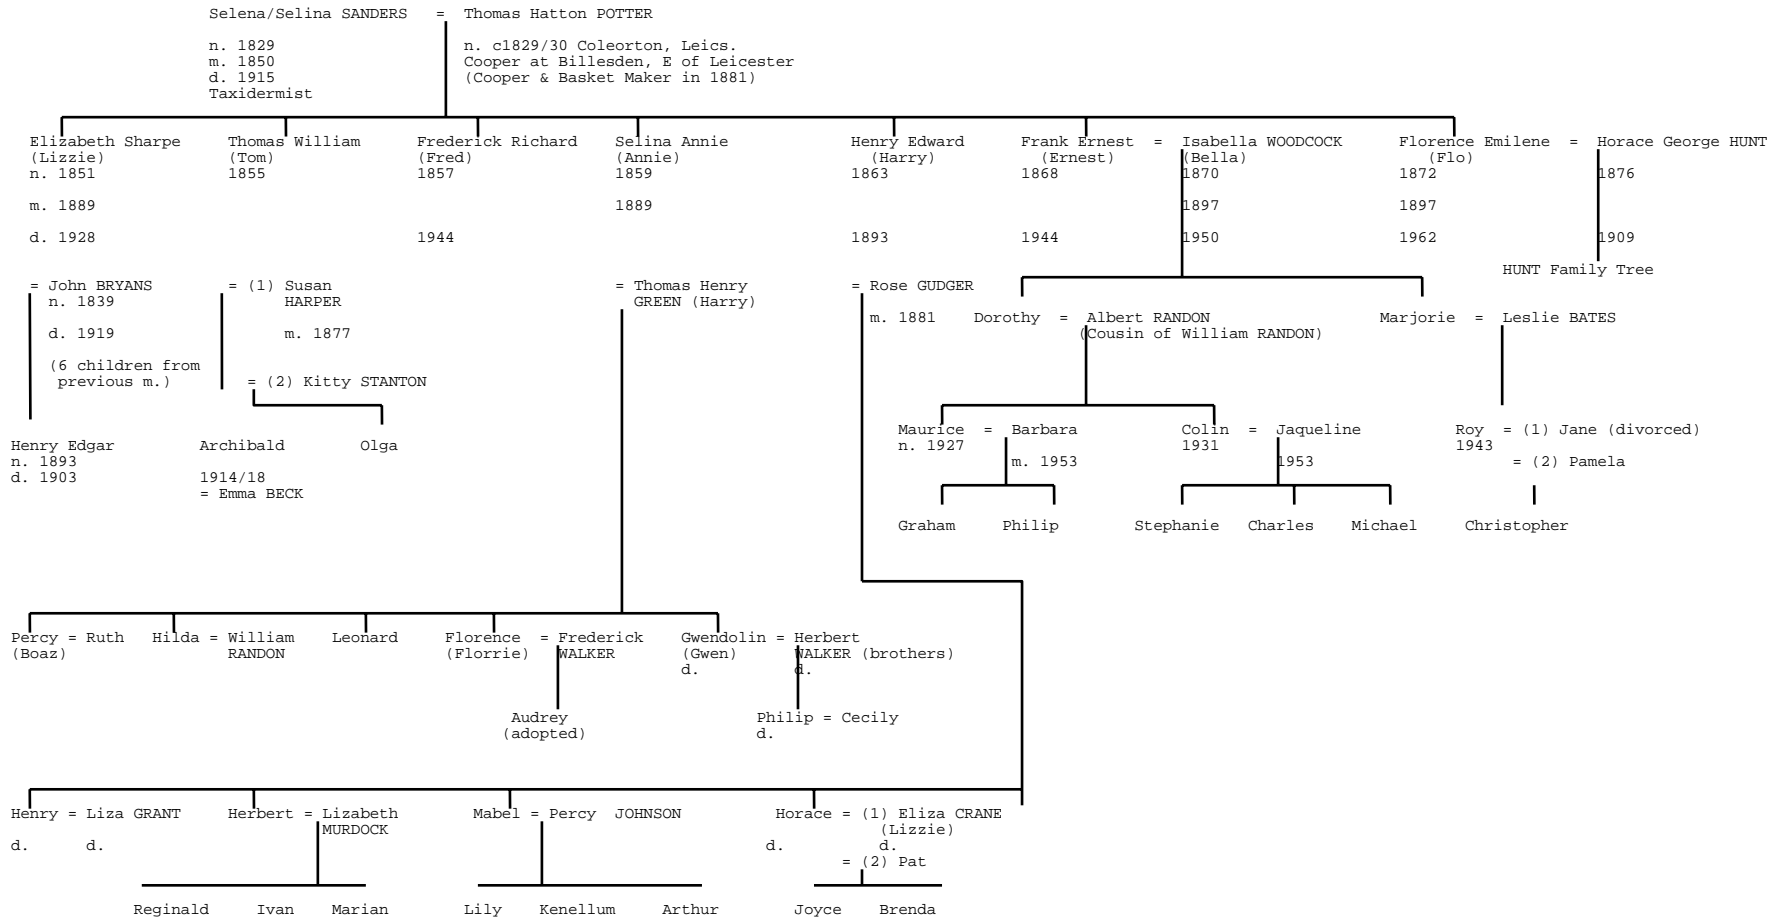 Selena/Selina SANDERS = Thomas Hatton POTTER
n. 1829 n. c1829/30 Coleorton, Leics.
m. 1850 Cooper at Billesden, E of Leicester
d. 1915 (Cooper & Basket Maker in 1881)
Taxidermist
Elizabeth Sharpe Thomas William Frederick Richard Selina Annie Henry Edward Frank Ernest = Isabella WOODCOCK Florence Emilene = Horace George HUNT
(Lizzie) (Tom) (Fred) (Annie) (Harry) (Ernest) (Bella) (Flo)
n. 1851 1855 1857 1859 1863 1868 1870 1872 1876
m. 1889 1889 1897 1897
d. 1928 1944 1893 1944 1950 1962 1909
HUNT Family Tree
= John BRYANS = (1) Susan = Thomas Henry = Rose GUDGER
n. 1839 HARPER GREEN (Harry)
m. 1881 Dorothy = Albert RANDON Marjorie = Leslie BATES
d. 1919 m. 1877 (Cousin of William RANDON)
(6 children from
previous m.) = (2) Kitty STANTON
Maurice = Barbara Colin = Jaqueline Roy = (1) Jane (divorced)
Henry Edgar Archibald Olga n. 1927 1931 1943
n. 1893 m. 1953 1953 = (2) Pamela
d. 1903 1914/18
= Emma BECK
Graham Philip Stephanie Charles Michael Christopher
Percy = Ruth Hilda = William Leonard Florence = Frederick Gwendolin = Herbert
(Boaz) RANDON (Florrie) WALKER (Gwen) WALKER (brothers)
d. d.
Audrey Philip = Cecily
(adopted) d.
Henry = Liza GRANT Herbert = Lizabeth Mabel = Percy JOHNSON Horace = (1) Eliza CRANE
MURDOCK (Lizzie)
d. d. d. d.
= (2) Pat
Reginald Ivan Marian Lily Kenellum Arthur Joyce Brenda